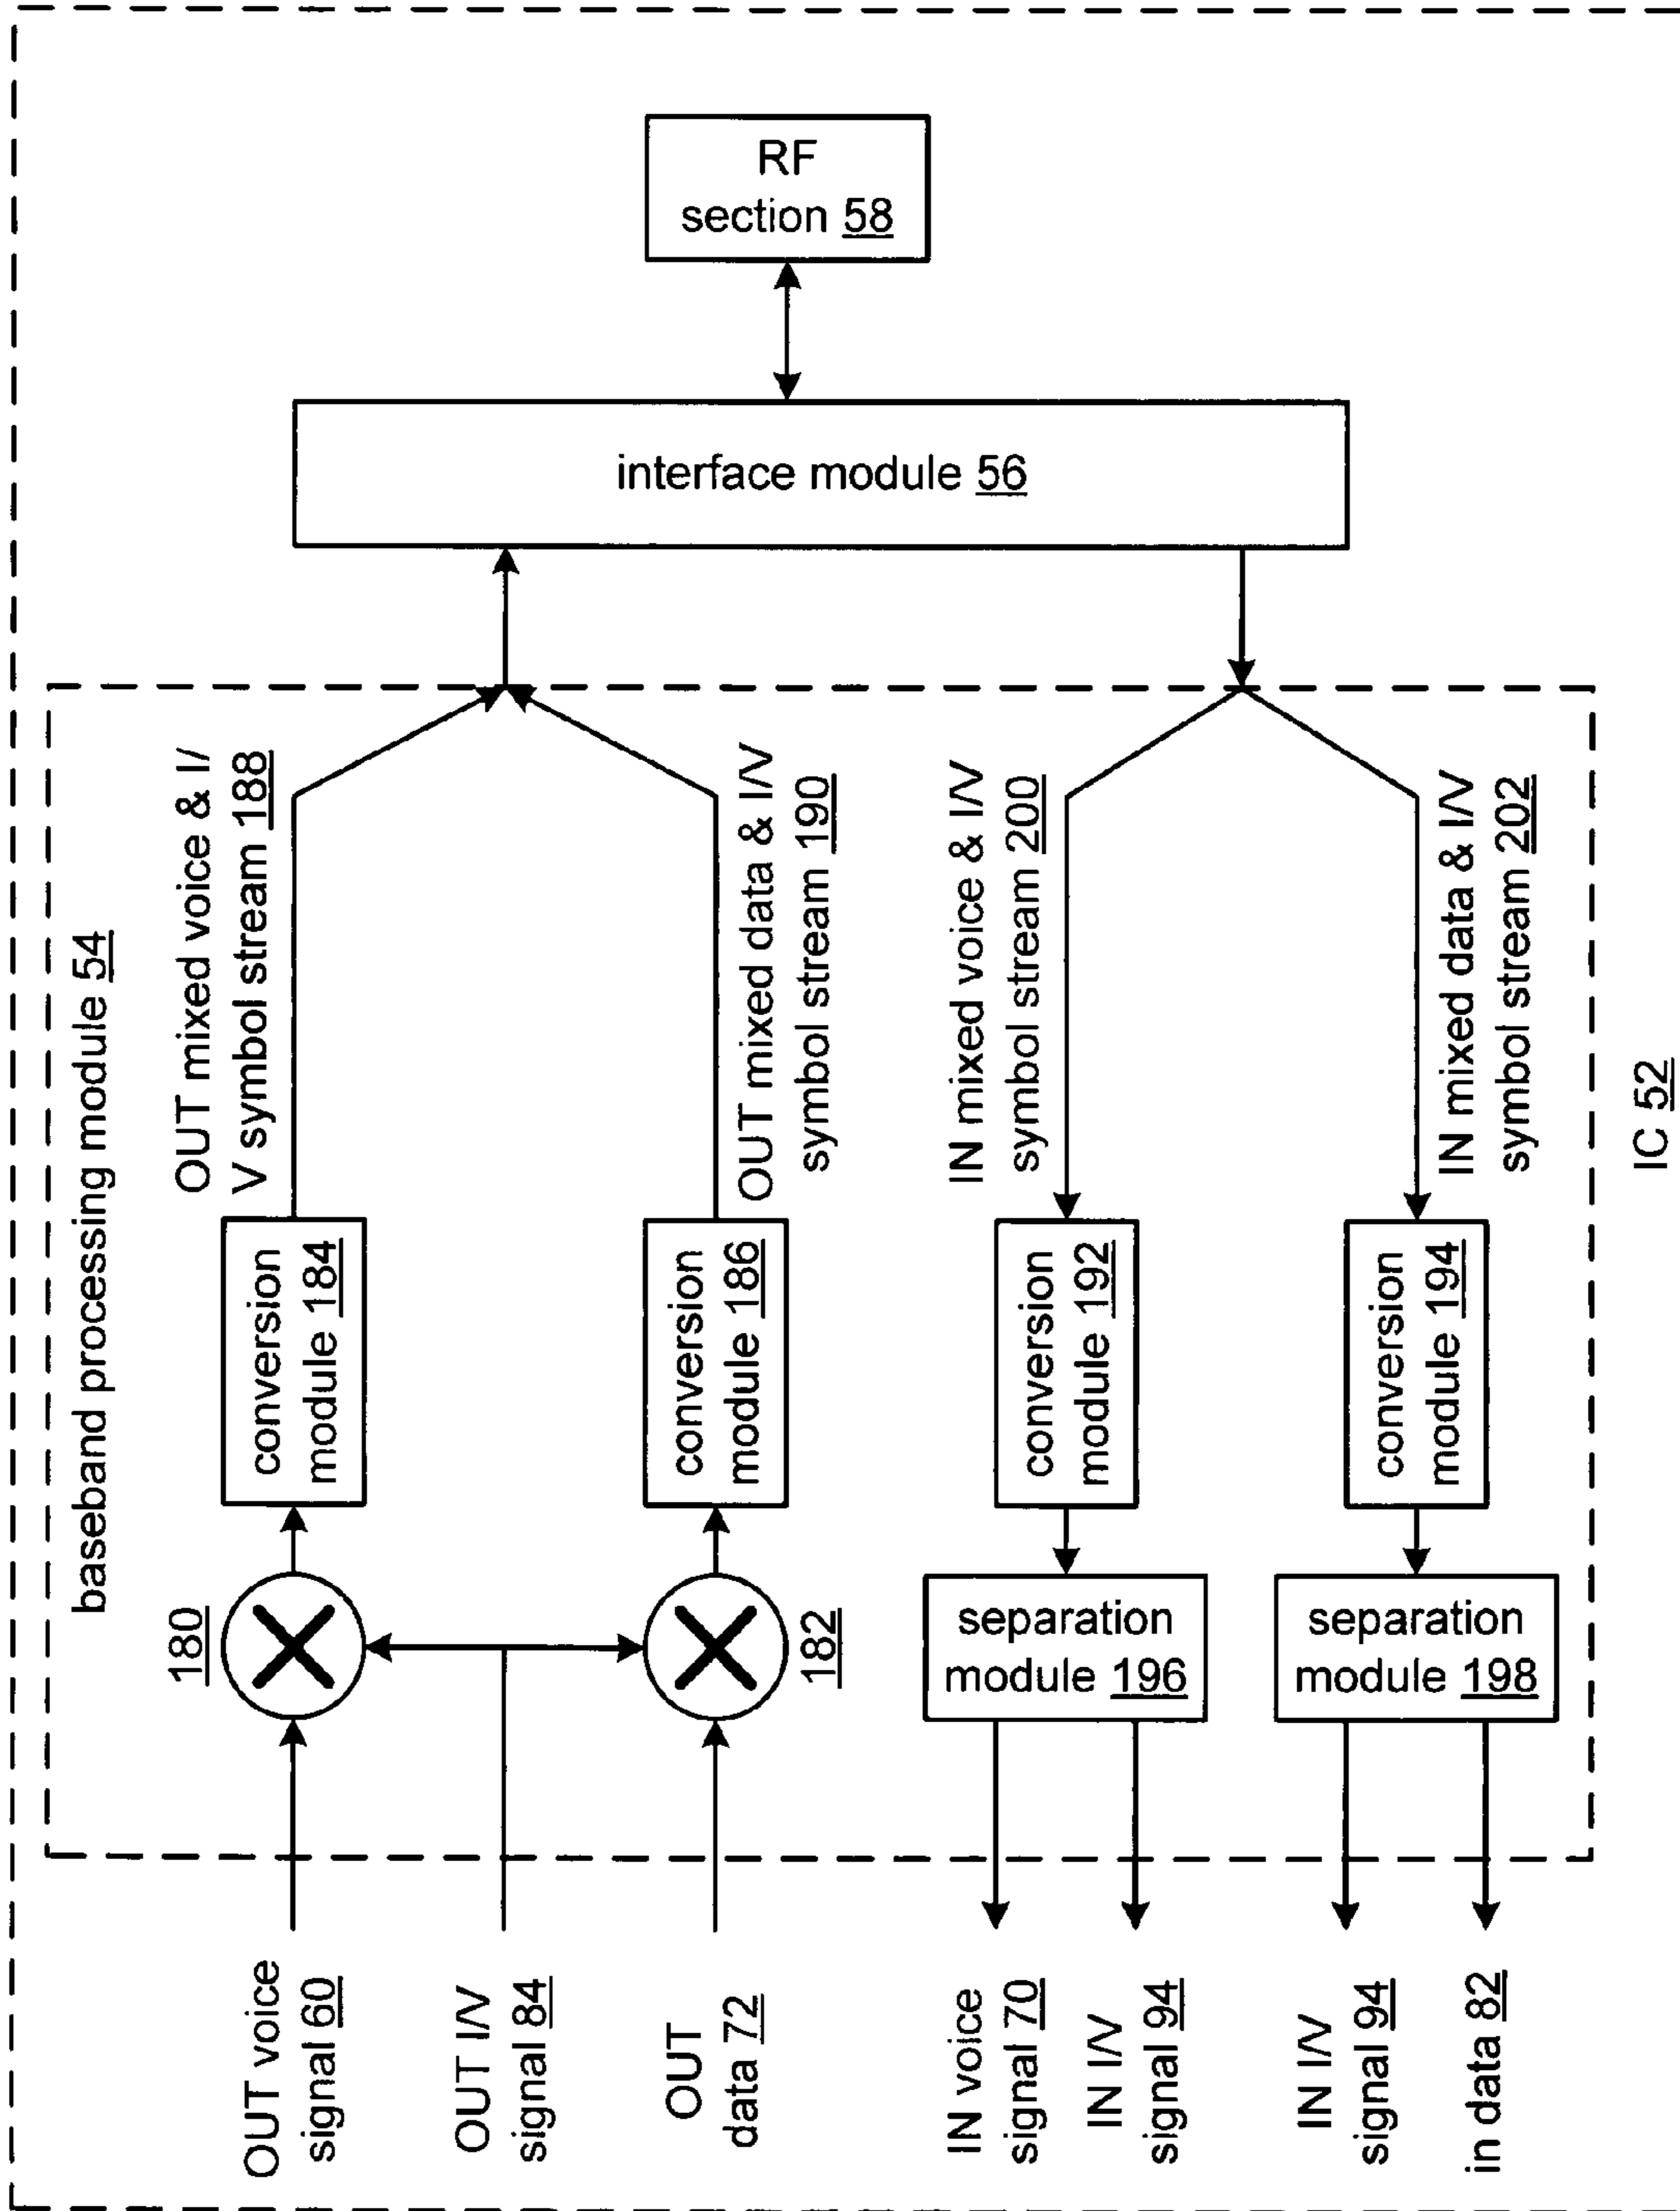 baseband processing module 54
OUT voice
signal 60
OUT I/V
signal 84
OUT
data 72
180
182
conversion
module 184
conversion
module 186
OUT mixed voice & I/
V symbol stream 188
OUT mixed data & I/V
symbol stream 190
interface module 56
RF
section 58
IN voice
signal 70
IN I/V
signal 94
IN I/V
signal 94
in data 82
separation
module 196
separation
module 198
conversion
module 192
conversion
module 194
IN mixed voice & I/V
symbol stream 200
IN mixed data & I/V
symbol stream 202
IC 52